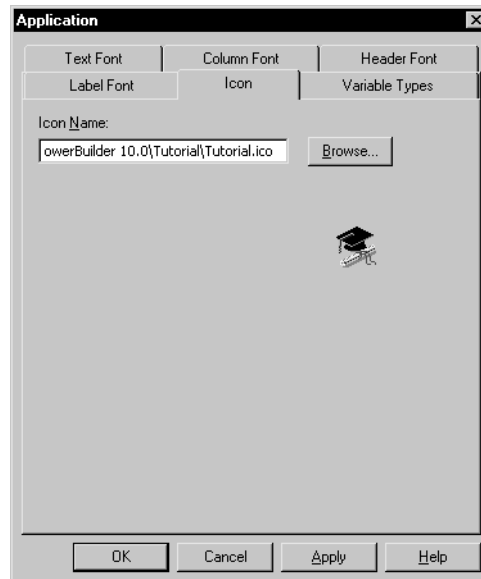 Application
Text Font Column Font Header Font
Label Font Icon Variable Types
Icon Name:
owerBuilder 10.0\Tutorial\Tutorial.ico Browse...
OK Cancel Apply Help